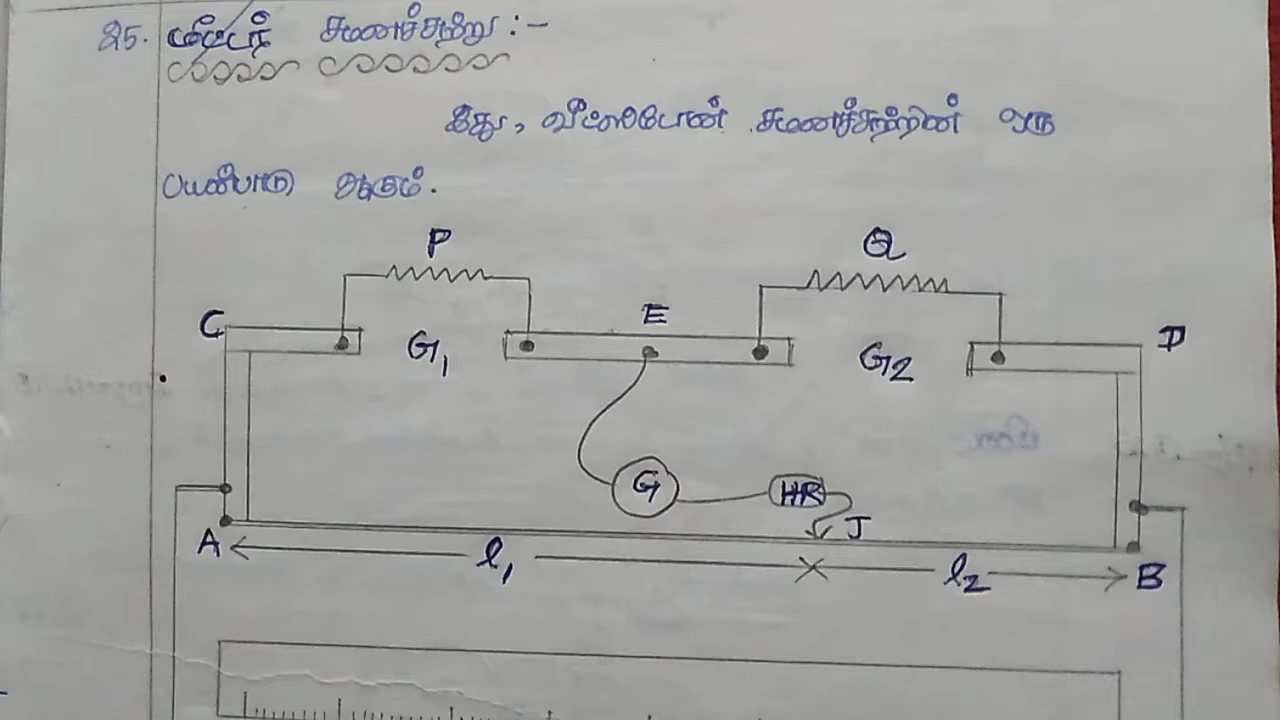 25. மீட்டர் சமனச்சுற்று :-
இது, வீட்ஸ்டோன் சமனச்சுற்றின் ஒரு
பயன்பாடு ஆகும்.
P
Q
C
G1
E
G2
D
G
HR
J
A
l1
l2
B